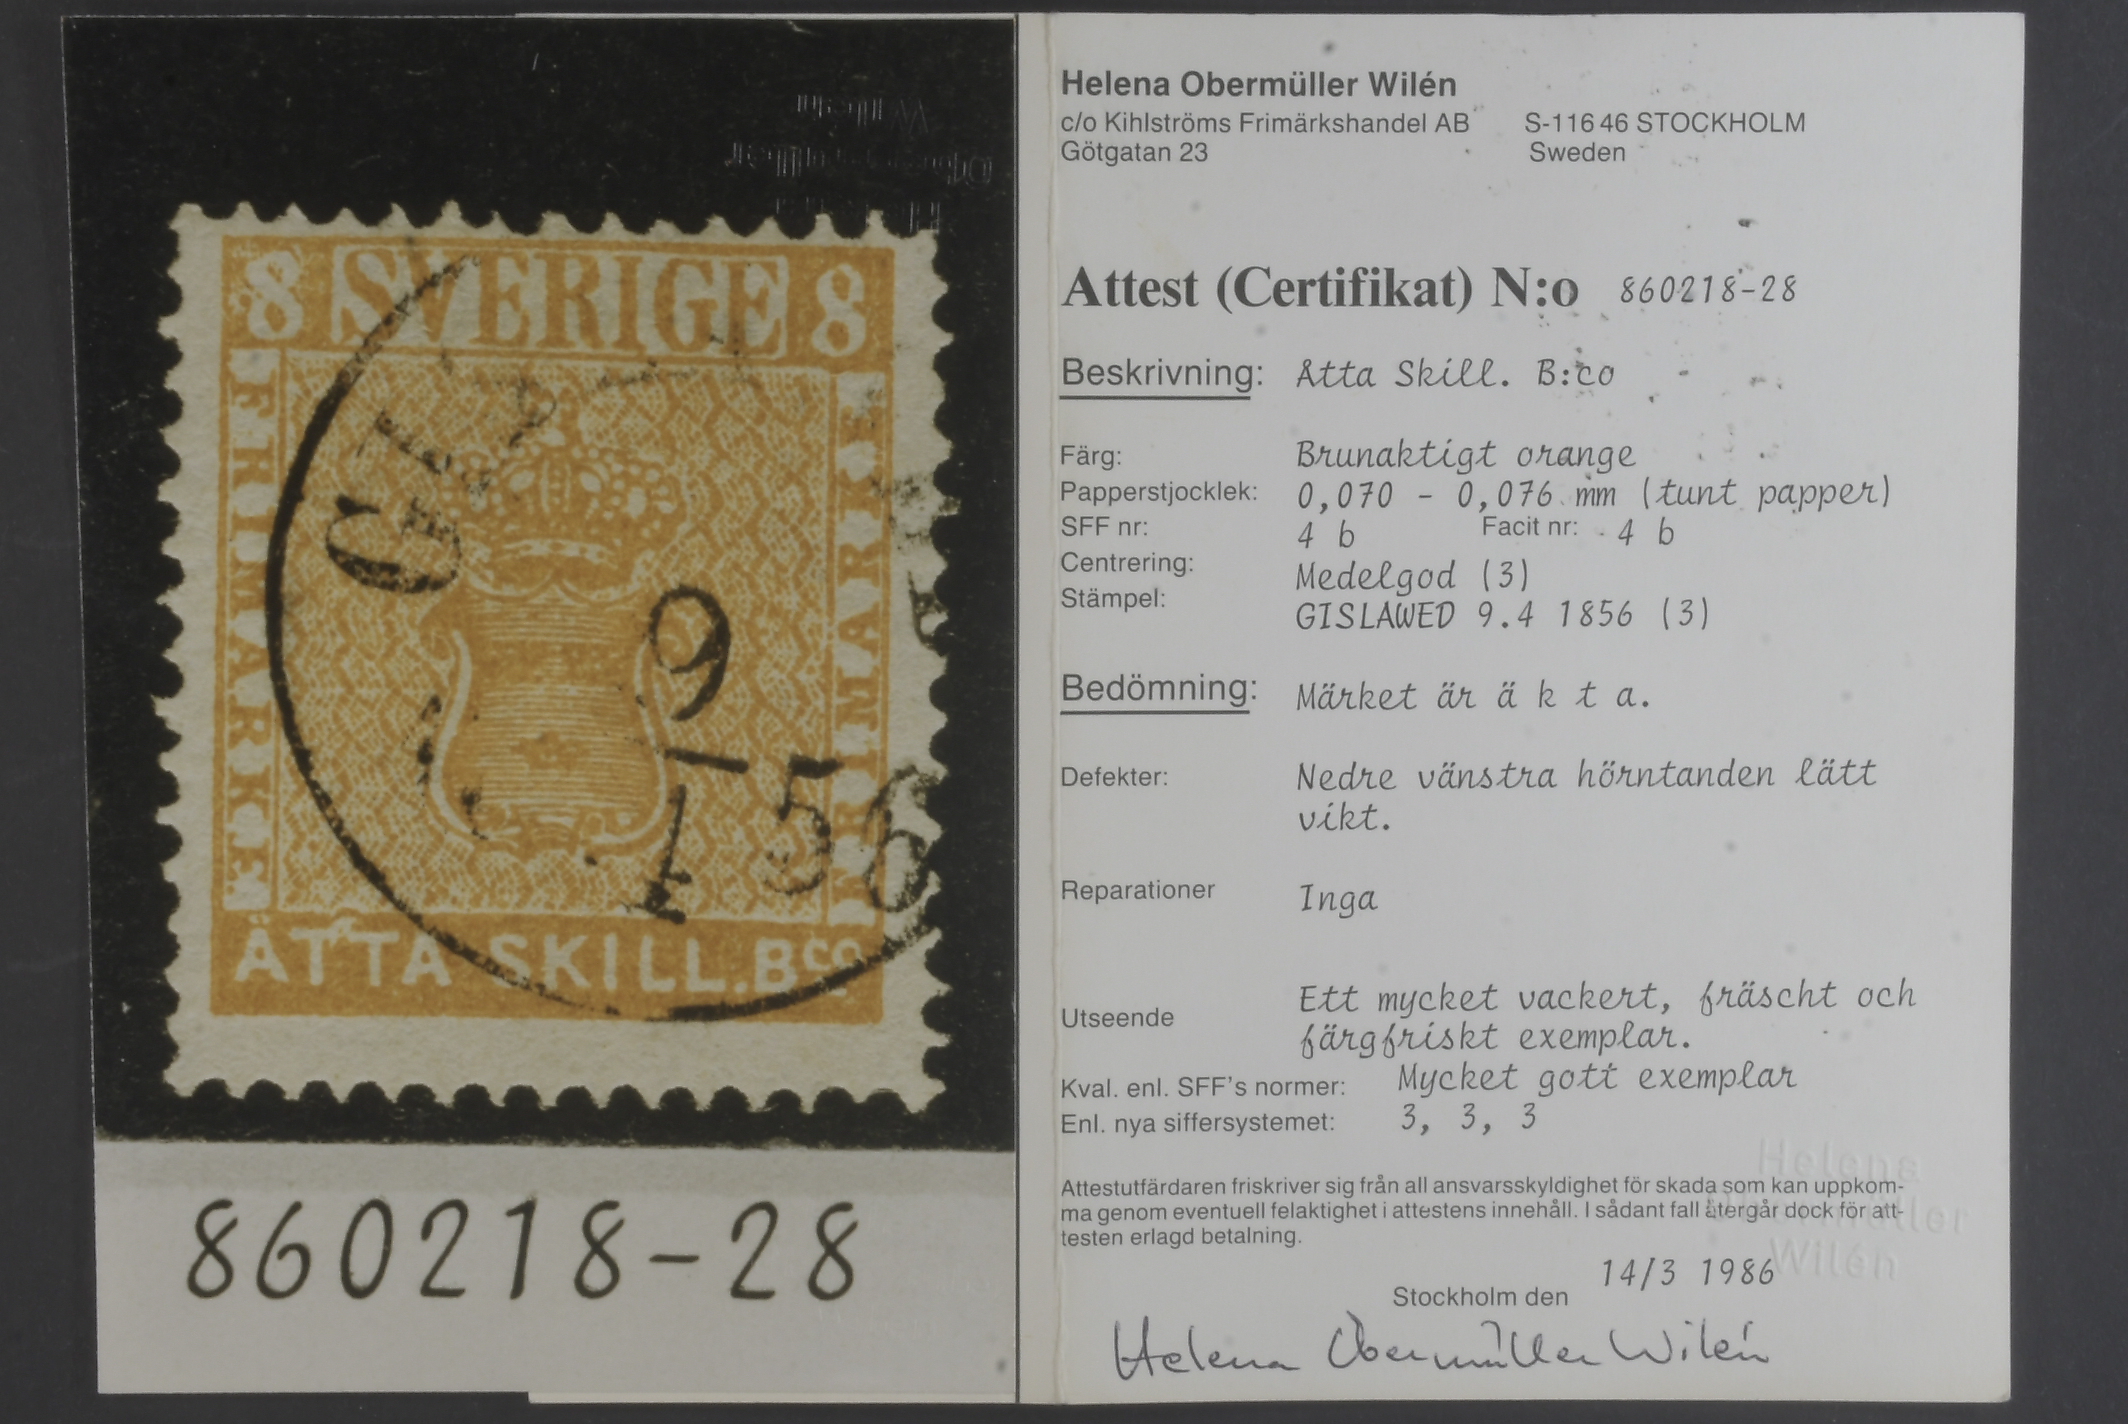 8 SVERIGE 8
FRIMÄRKE
FRIMÄRKE
ÅTTA SKILL. Bco
9
4 56
860218-28
Helena Obermüller Wilén
c/o Kihlströms Frimärkshandel AB S-116 46 STOCKHOLM
Götgatan 23 Sweden
Attest (Certifikat) N:o 860218-28
Beskrivning: Åtta Skill. B:co
Färg: Brunaktigt orange
Papperstjocklek: 0,070 - 0,076 mm (tunt papper)
SFF nr: 4 b Facit nr: 4 b
Centrering: Medelgod (3)
Stämpel: GISLAWED 9.4 1856 (3)
Bedömning: Märket är ä k t a.
Defekter: Nedre vänstra hörntanden lätt
vikt.
Reparationer Inga
Utseende Ett mycket vackert, fräscht och
färgfriskt exemplar.
Kval. enl. SFF's normer: Mycket gott exemplar
Enl. nya siffersystemet: 3, 3, 3
Attestutfärdaren friskriver sig från all ansvarsskyldighet för skada som kan uppkom-
ma genom eventuell felaktighet i attestens innehåll. I sådant fall återgår dock för att-
testen erlagd betalning.
Stockholm den 14/3 1986
Helena Obermüller Wilén
Helena
Obermüller
Wilén